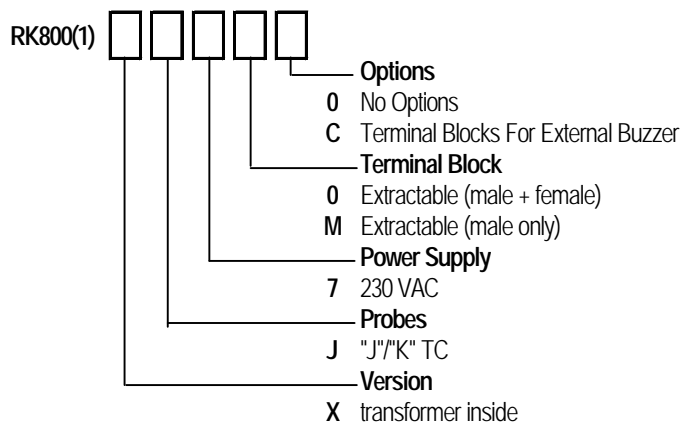 RK800(1)
Options
0 No Options
C Terminal Blocks For External Buzzer
Terminal Block
0 Extractable (male + female)
M Extractable (male only)
Power Supply
7 230 VAC
Probes
J "J"/"K" TC
Version
X transformer inside